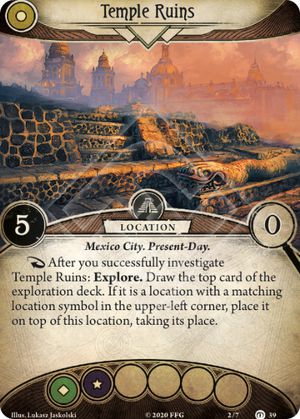 Temple Ruins
5
LOCATION
0
Mexico City. Present-Day.
After you successfully investigate
Temple Ruins: Explore. Draw the top card of the
exploration deck. If it is a location with a matching
location symbol in the upper-left corner, place it
on top of this location, taking its place.
Illus. Lukasz Jaskolski
© 2020 FFG
2/7
39